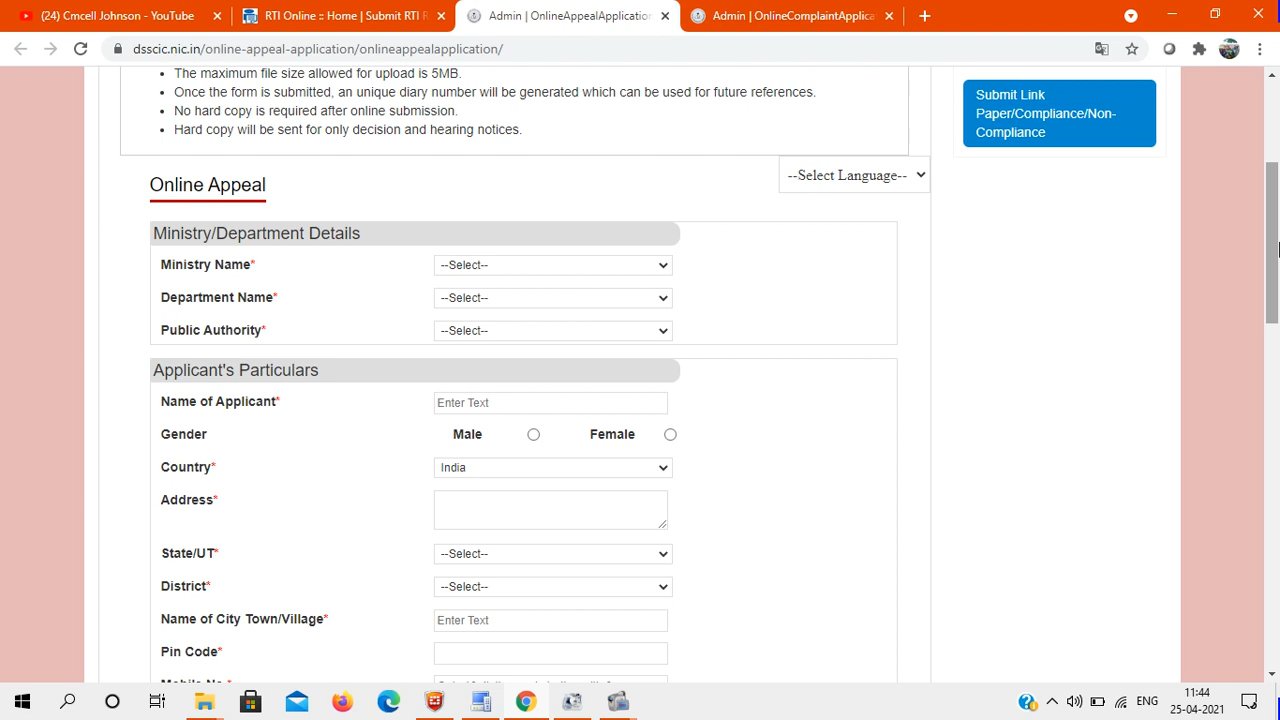 (24) Cmcell Johnson - YouTube
RTI Online :: Home | Submit RTI R
Admin | OnlineAppealApplication
Admin | OnlineComplaintApplica
dsscic.nic.in/online-appeal-application/onlineappealapplication/
The maximum file size allowed for upload is 5MB.
Once the form is submitted, an unique diary number will be generated which can be used for future references.
No hard copy is required after online submission.
Hard copy will be sent for only decision and hearing notices.
Submit Link
Paper/Compliance/Non-
Compliance
--Select Language--
Online Appeal
Ministry/Department Details
Ministry Name* --Select--
Department Name* --Select--
Public Authority* --Select--
Applicant's Particulars
Name of Applicant* Enter Text
Gender Male Female
Country* India
Address*
State/UT* --Select--
District* --Select--
Name of City Town/Village* Enter Text
Pin Code*
Mobile No.*
ENG
11:44
25-04-2021